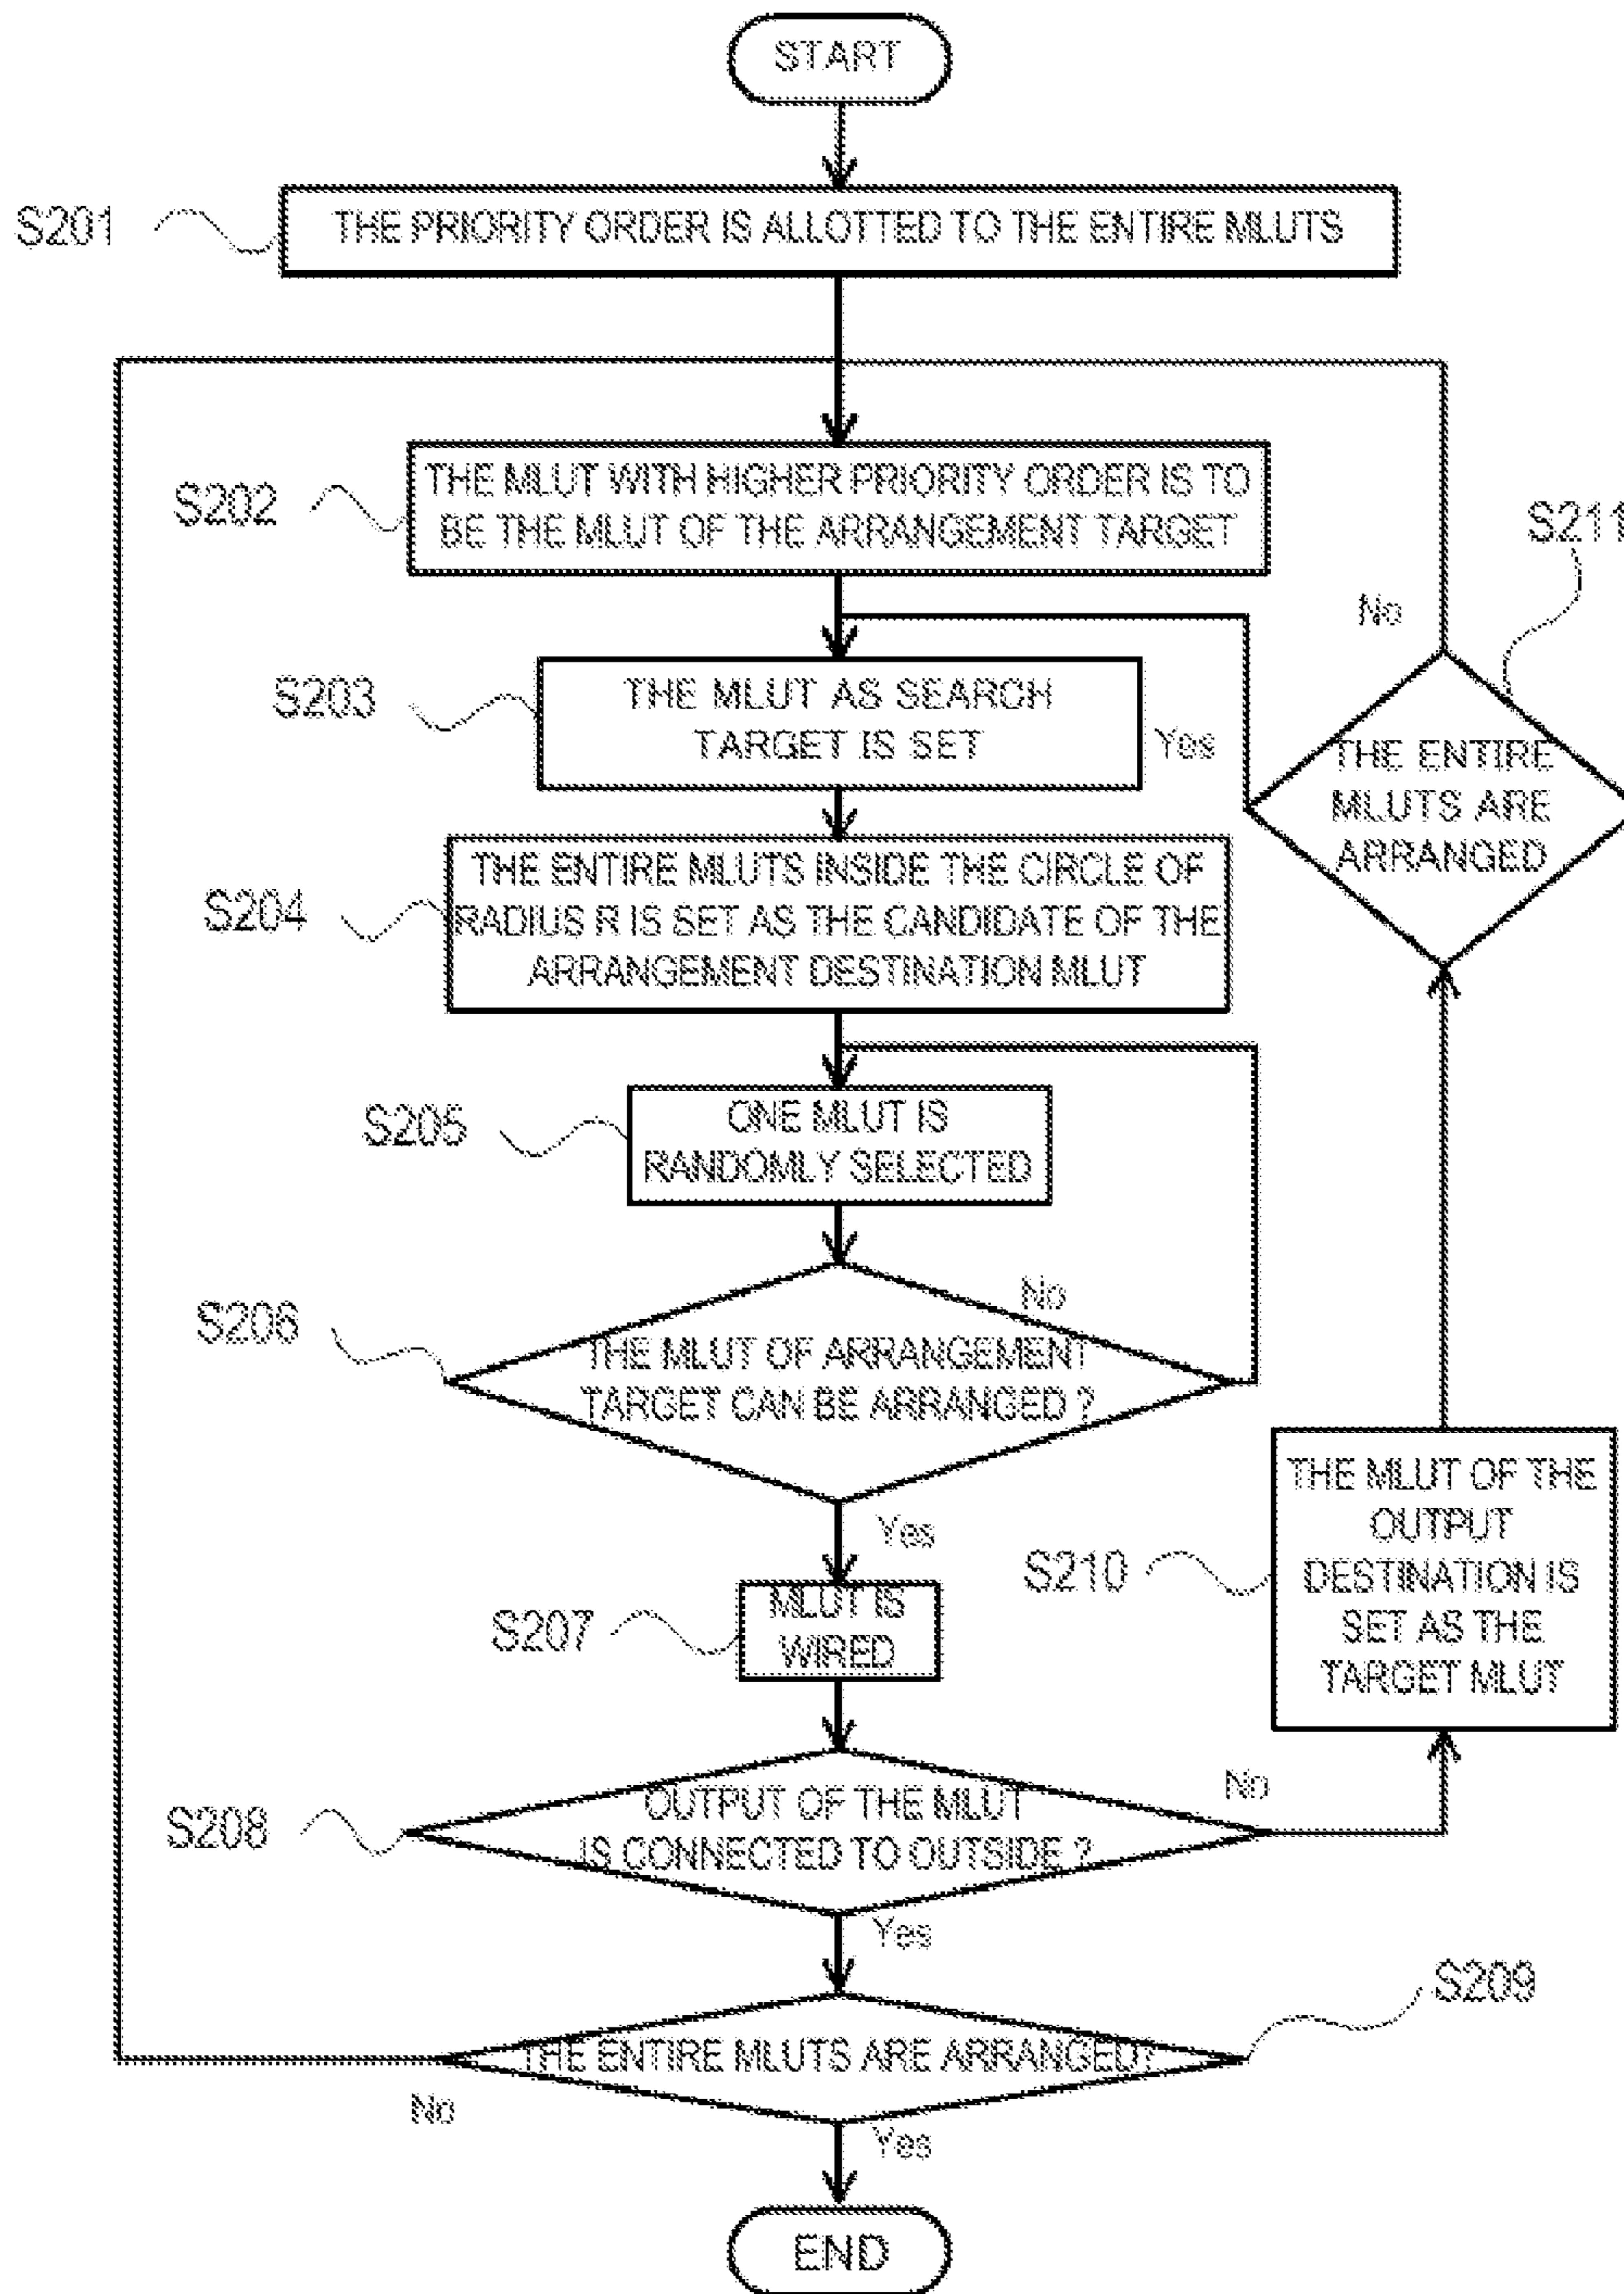 START
S201
THE PRIORITY ORDER IS ALLOTTED TO THE ENTIRE MLUTS
S202
THE MLUT WITH HIGHER PRIORITY ORDER IS TO
BE THE MLUT OF THE ARRANGEMENT TARGET
S211
No
S203
THE MLUT AS SEARCH
TARGET IS SET
Yes
THE ENTIRE
MLUTS ARE
ARRANGED
S204
THE ENTIRE MLUTS INSIDE THE CIRCLE OF
RADIUS R IS SET AS THE CANDIDATE OF THE
ARRANGEMENT DESTINATION MLUT
S205
ONE MLUT IS
RANDOMLY SELECTED
No
S206
THE MLUT OF ARRANGEMENT
TARGET CAN BE ARRANGED ?
Yes
S207
MLUT IS
WIRED
S210
THE MLUT OF THE
OUTPUT
DESTINATION IS
SET AS THE
TARGET MLUT
No
S208
OUTPUT OF THE MLUT
IS CONNECTED TO OUTSIDE ?
Yes
S209
THE ENTIRE MLUTS ARE ARRANGED?
No
Yes
END